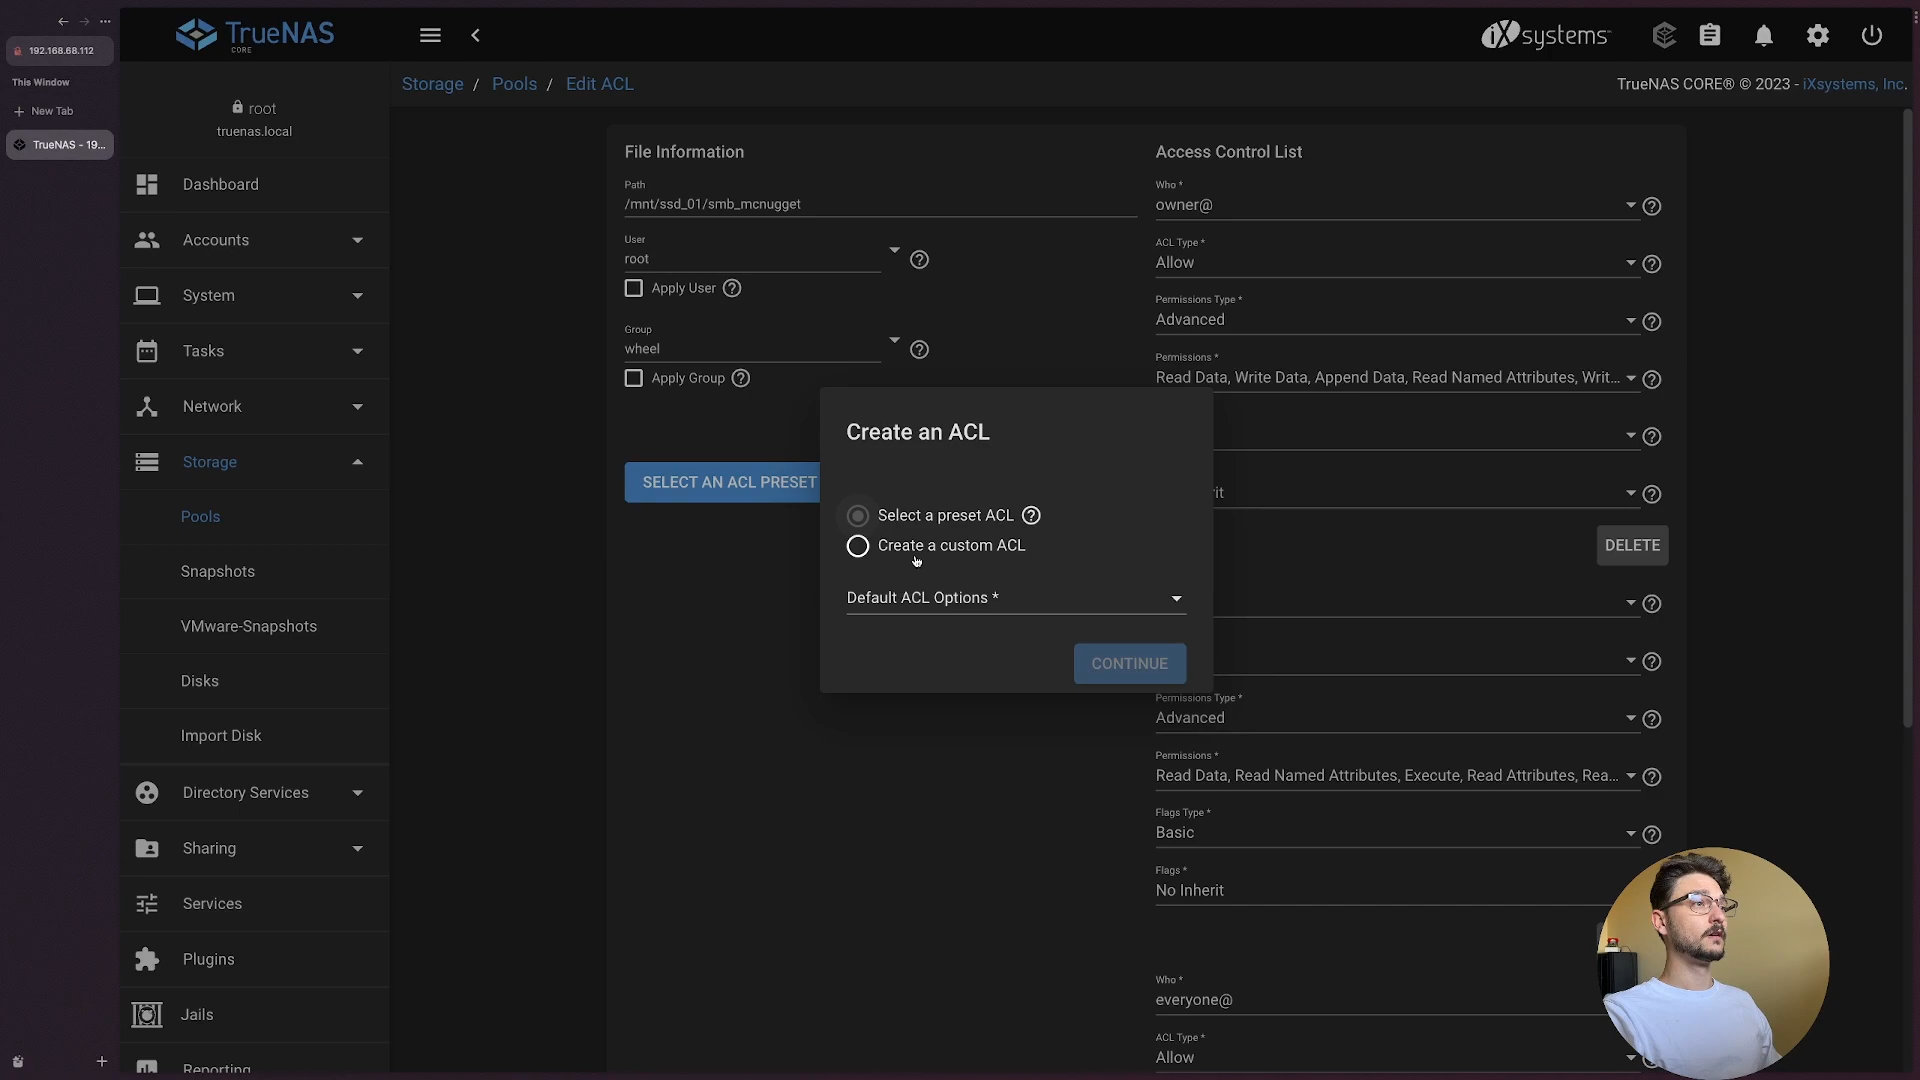 192.168.68.112
This Window
New Tab
TrueNAS - 19...
TrueNAS
CORE
iXsystems™
Storage / Pools / Edit ACL
TrueNAS CORE® © 2023 - iXsystems, Inc.
root
truenas.local
Dashboard
Accounts
System
Tasks
Network
Storage
Pools
Snapshots
VMware-Snapshots
Disks
Import Disk
Directory Services
Sharing
Services
Plugins
Jails
Reporting
File Information
Path
/mnt/ssd_01/smb_mcnugget
User
root
Apply User
Group
wheel
Apply Group
SELECT AN ACL PRESET
Create an ACL
Select a preset ACL
Create a custom ACL
Default ACL Options *
CONTINUE
Access Control List
Who *
owner@
ACL Type *
Allow
Permissions Type *
Advanced
Permissions *
Read Data, Write Data, Append Data, Read Named Attributes, Writ...
DELETE
Permissions Type *
Advanced
Permissions *
Read Data, Read Named Attributes, Execute, Read Attributes, Rea...
Flags Type *
Basic
Flags *
No Inherit
Who *
everyone@
ACL Type *
Allow